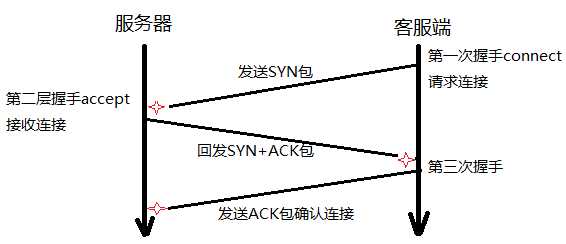 服务器
客服端
第一次握手connect
请求连接
发送SYN包
第二层握手accept
接收连接
回发SYN+ACK包
第三次握手
发送ACK包确认连接